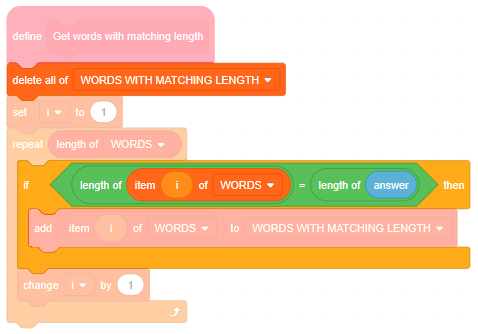 define Get words with matching length
delete all of WORDS WITH MATCHING LENGTH
set i to 1
repeat length of WORDS
if length of item i of WORDS = length of answer then
add item i of WORDS to WORDS WITH MATCHING LENGTH
change i by 1